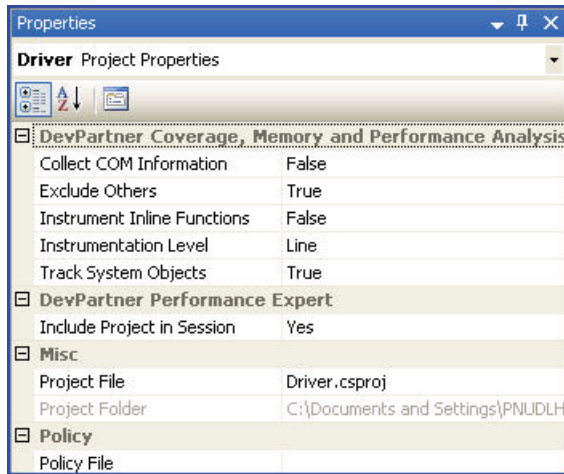 Properties
Driver Project Properties
DevPartner Coverage, Memory and Performance Analysis
Collect COM Information False
Exclude Others True
Instrument Inline Functions False
Instrumentation Level Line
Track System Objects True
DevPartner Performance Expert
Include Project in Session Yes
Misc
Project File Driver.csproj
Project Folder C:\Documents and Settings\PNUDLH
Policy
Policy File